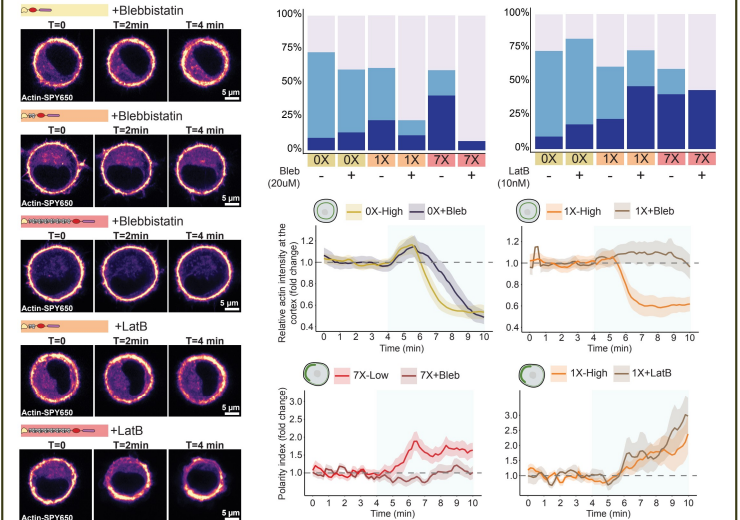 +Blebbistatin
T=0 T=2min T=4 min
Actin-SPY650 5 μm
+Blebbistatin
T=0 T=2min T=4 min
Actin-SPY650 5 μm
+Blebbistatin
T=0 T=2min T=4 min
Actin-SPY650 5 μm
+LatB
T=0 T=2min T=4 min
Actin-SPY650 5 μm
+LatB
T=0 T=2min T=4 min
Actin-SPY650 5 μm
100%
75%
50%
25%
0%
0X 0X 1X 1X 7X 7X
Bleb - + - + - +
(20uM)
100%
75%
50%
25%
0%
0X 0X 1X 1X 7X 7X
LatB - + - + - +
(10nM)
0X-High 0X+Bleb
Relative actin intensity at the
cortex (fold change)
1.2
1.0
0.8
0.6
0.4
0 1 2 3 4 5 6 7 8 9 10
Time (min)
1X-High 1X+Bleb
1.2
1.0
0.8
0.6
0.4
0 1 2 3 4 5 6 7 8 9 10
Time (min)
7X-Low 7X+Bleb
Polarity index (fold change)
3.0
2.5
2.0
1.5
1.0
0.5
0 1 2 3 4 5 6 7 8 9 10
Time (min)
1X-High 1X+LatB
3.0
2.5
2.0
1.5
1.0
0 1 2 3 4 5 6 7 8 9 10
Time (min)